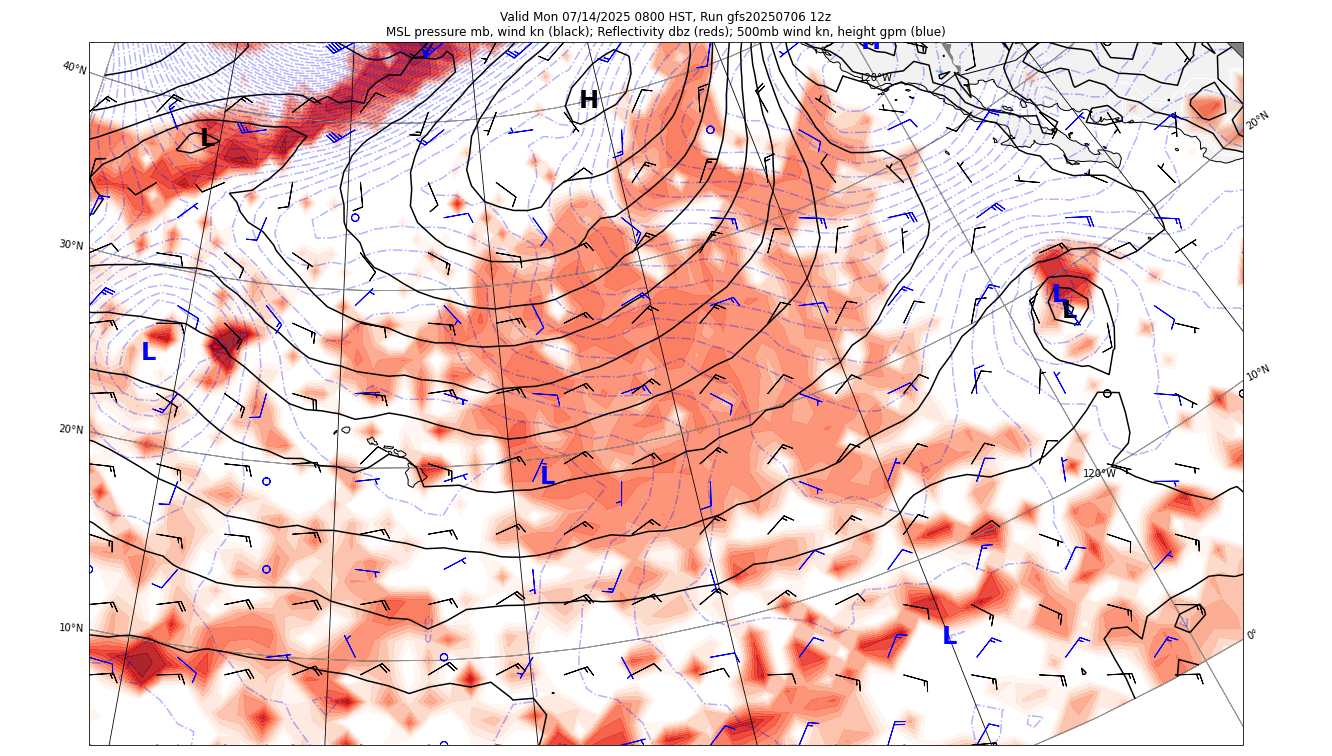 Valid Mon 07/14/2025 0800 HST, Run gfs20250706 12z
MSL pressure mb, wind kn (black); Reflectivity dbz (reds); 500mb wind kn, height gpm (blue)
H
40°N
120°W
H
20°N
L
30°N
L
L
L
10°N
20°N
L
120°W
10°N
L
0°